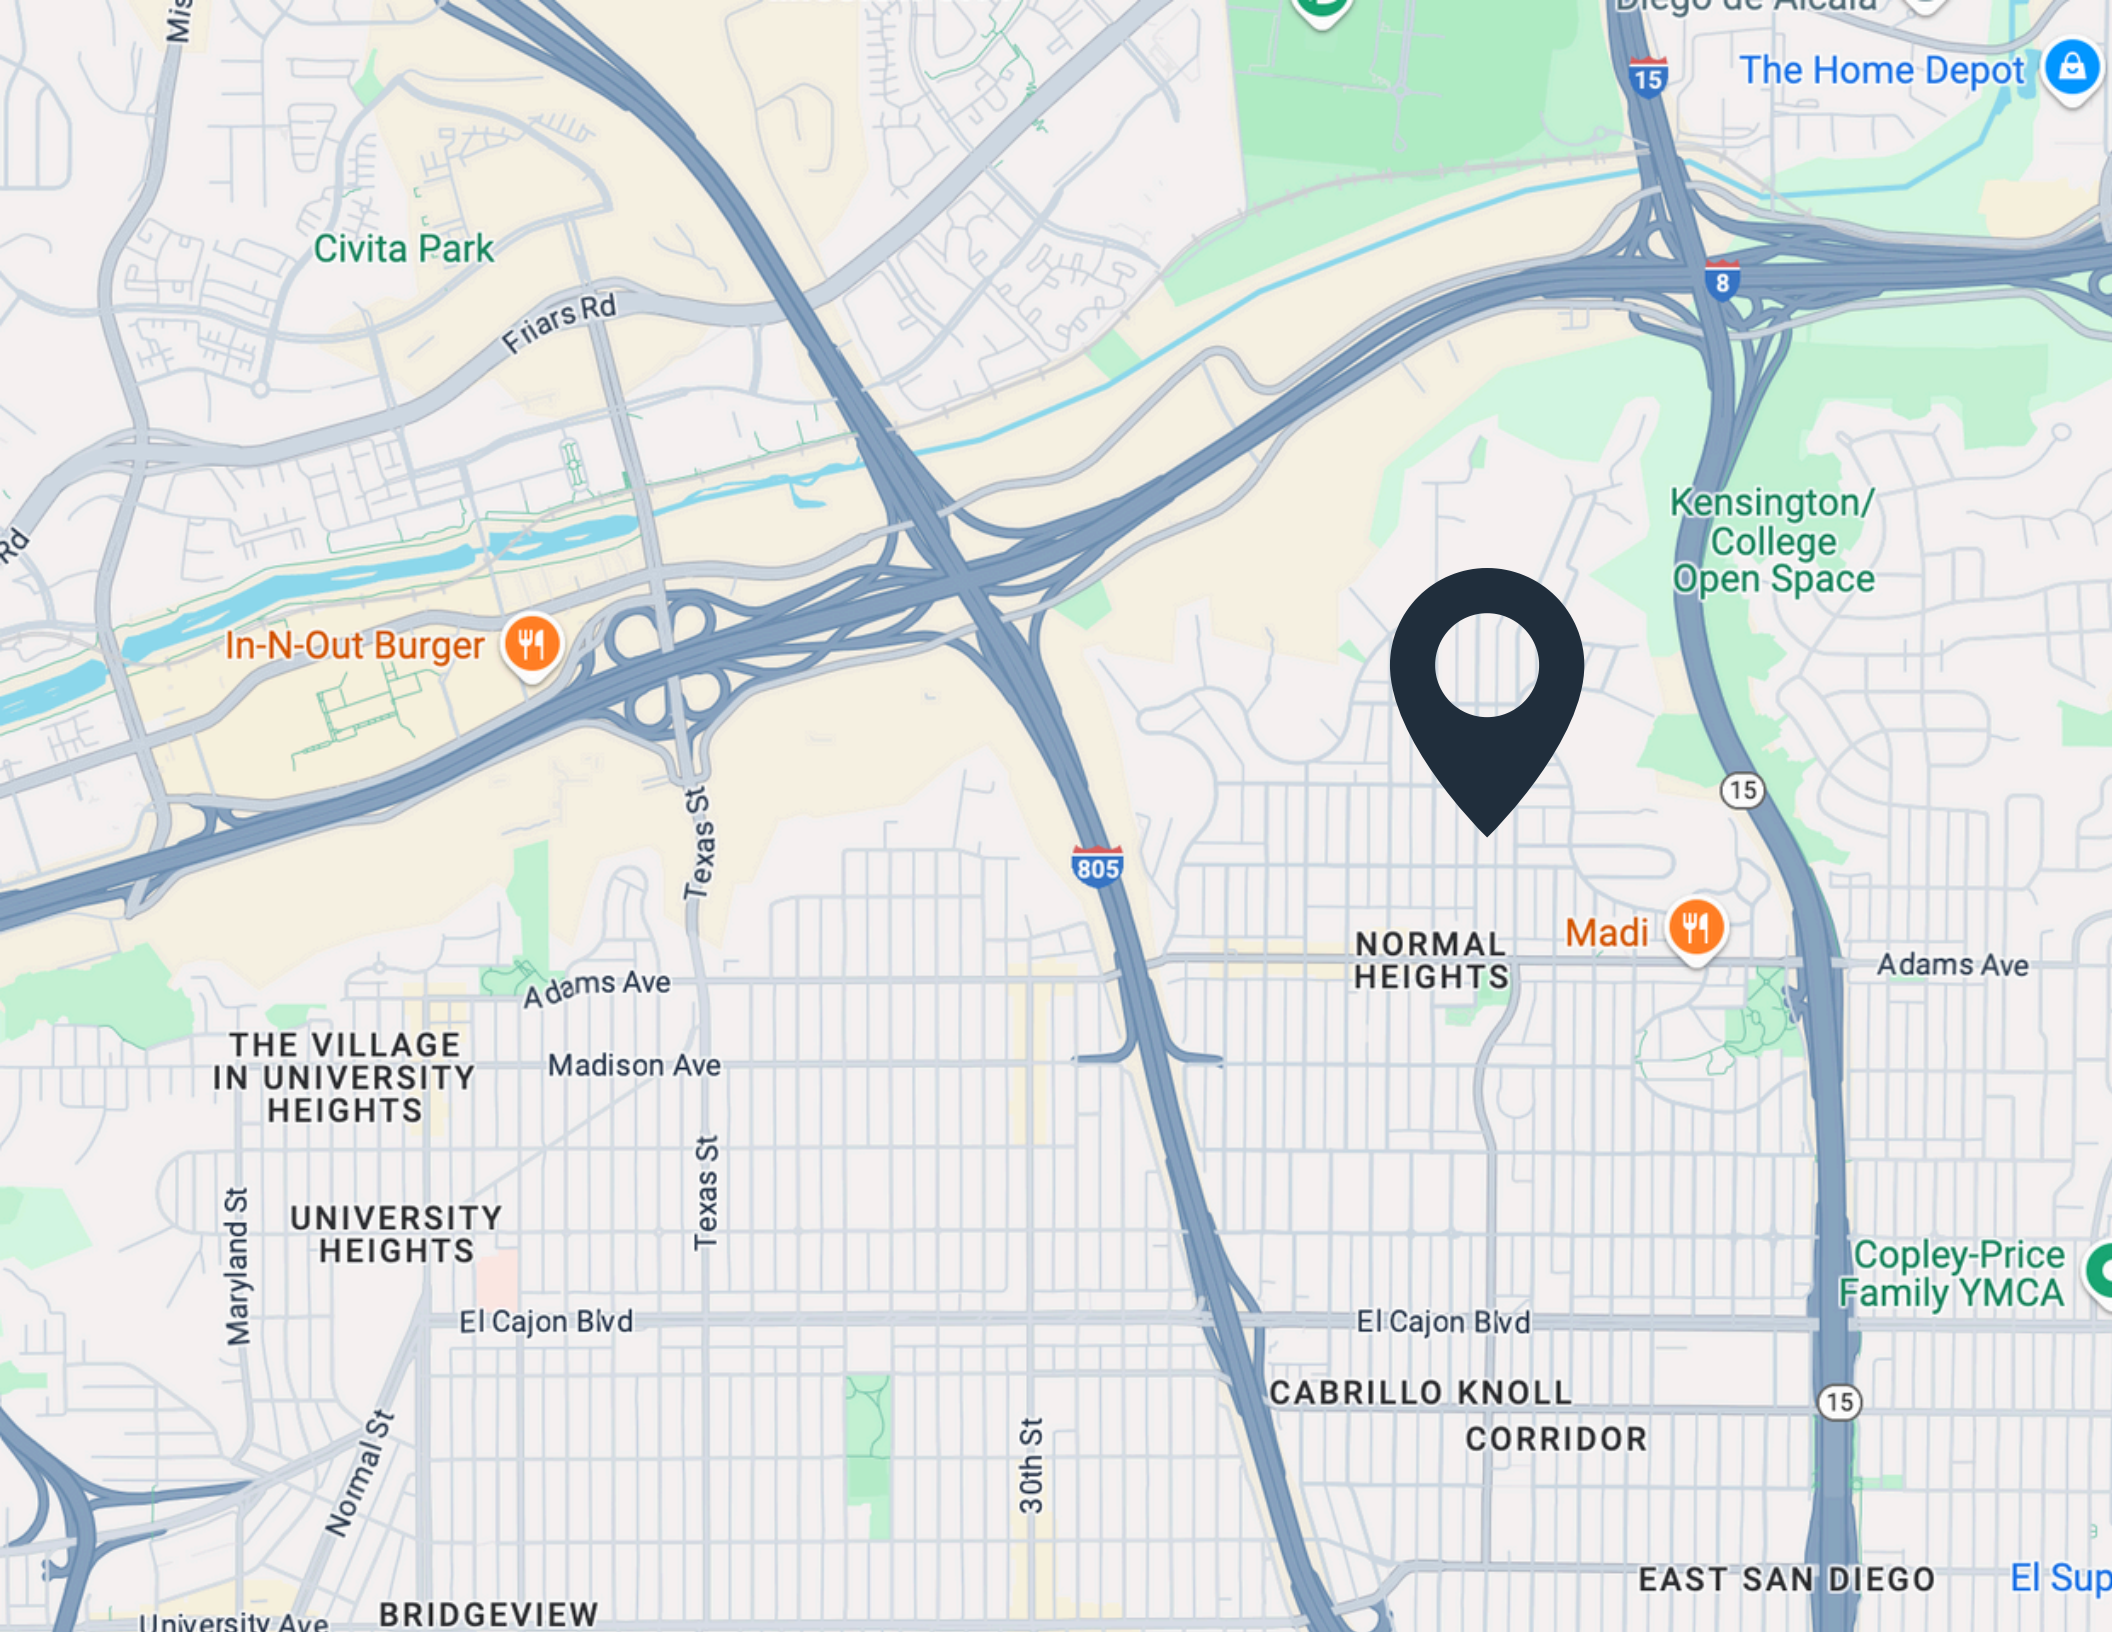 Mis
Diego de Alcalá
15
The Home Depot
Civita Park
8
Friars Rd
Kensington/
College
Open Space
Rd
In-N-Out Burger
15
Texas St
805
Madi
NORMAL
HEIGHTS
Adams Ave
Adams Ave
THE VILLAGE
IN UNIVERSITY
HEIGHTS
Madison Ave
Texas St
Maryland St
UNIVERSITY
HEIGHTS
Copley-Price
Family YMCA
El Cajon Blvd
El Cajon Blvd
CABRILLO KNOLL
15
CORRIDOR
Normal St
30th St
EAST SAN DIEGO
El Sup
BRIDGEVIEW
University Ave